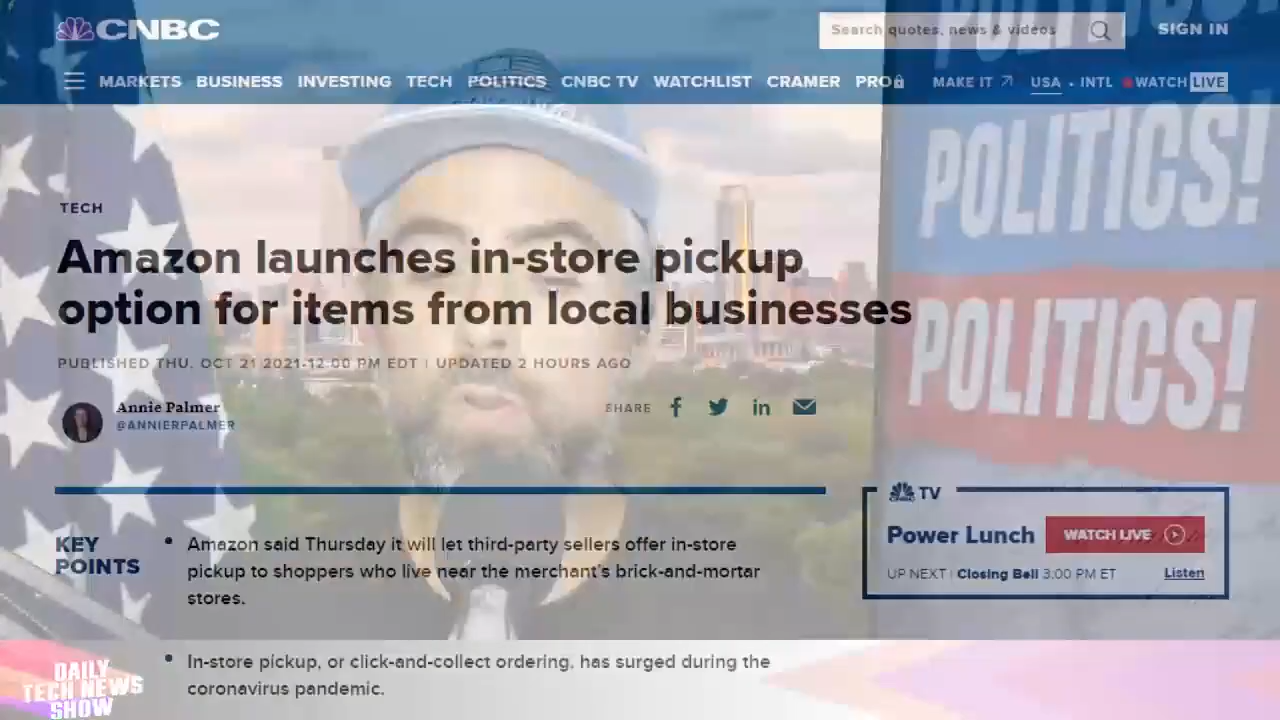 CNBC
Search quotes, news & videos
SIGN IN
MARKETS BUSINESS INVESTING TECH POLITICS CNBC TV WATCHLIST CRAMER PRO MAKE IT USA • INTL WATCH LIVE
POLITICS!
POLITICS!
TECH
Amazon launches in-store pickup
option for items from local businesses
PUBLISHED THU, OCT 21 2021-12:00 PM EDT | UPDATED 2 HOURS AGO
Annie Palmer
@ANNIERPALMER
SHARE
KEY
POINTS
• Amazon said Thursday it will let third-party sellers offer in-store
pickup to shoppers who live near the merchant's brick-and-mortar
stores.
• In-store pickup, or click-and-collect ordering, has surged during the
coronavirus pandemic.
CNBC TV
Power Lunch WATCH LIVE
UP NEXT | Closing Bell 3:00 PM ET Listen
DAILY
TECH NEWS
SHOW